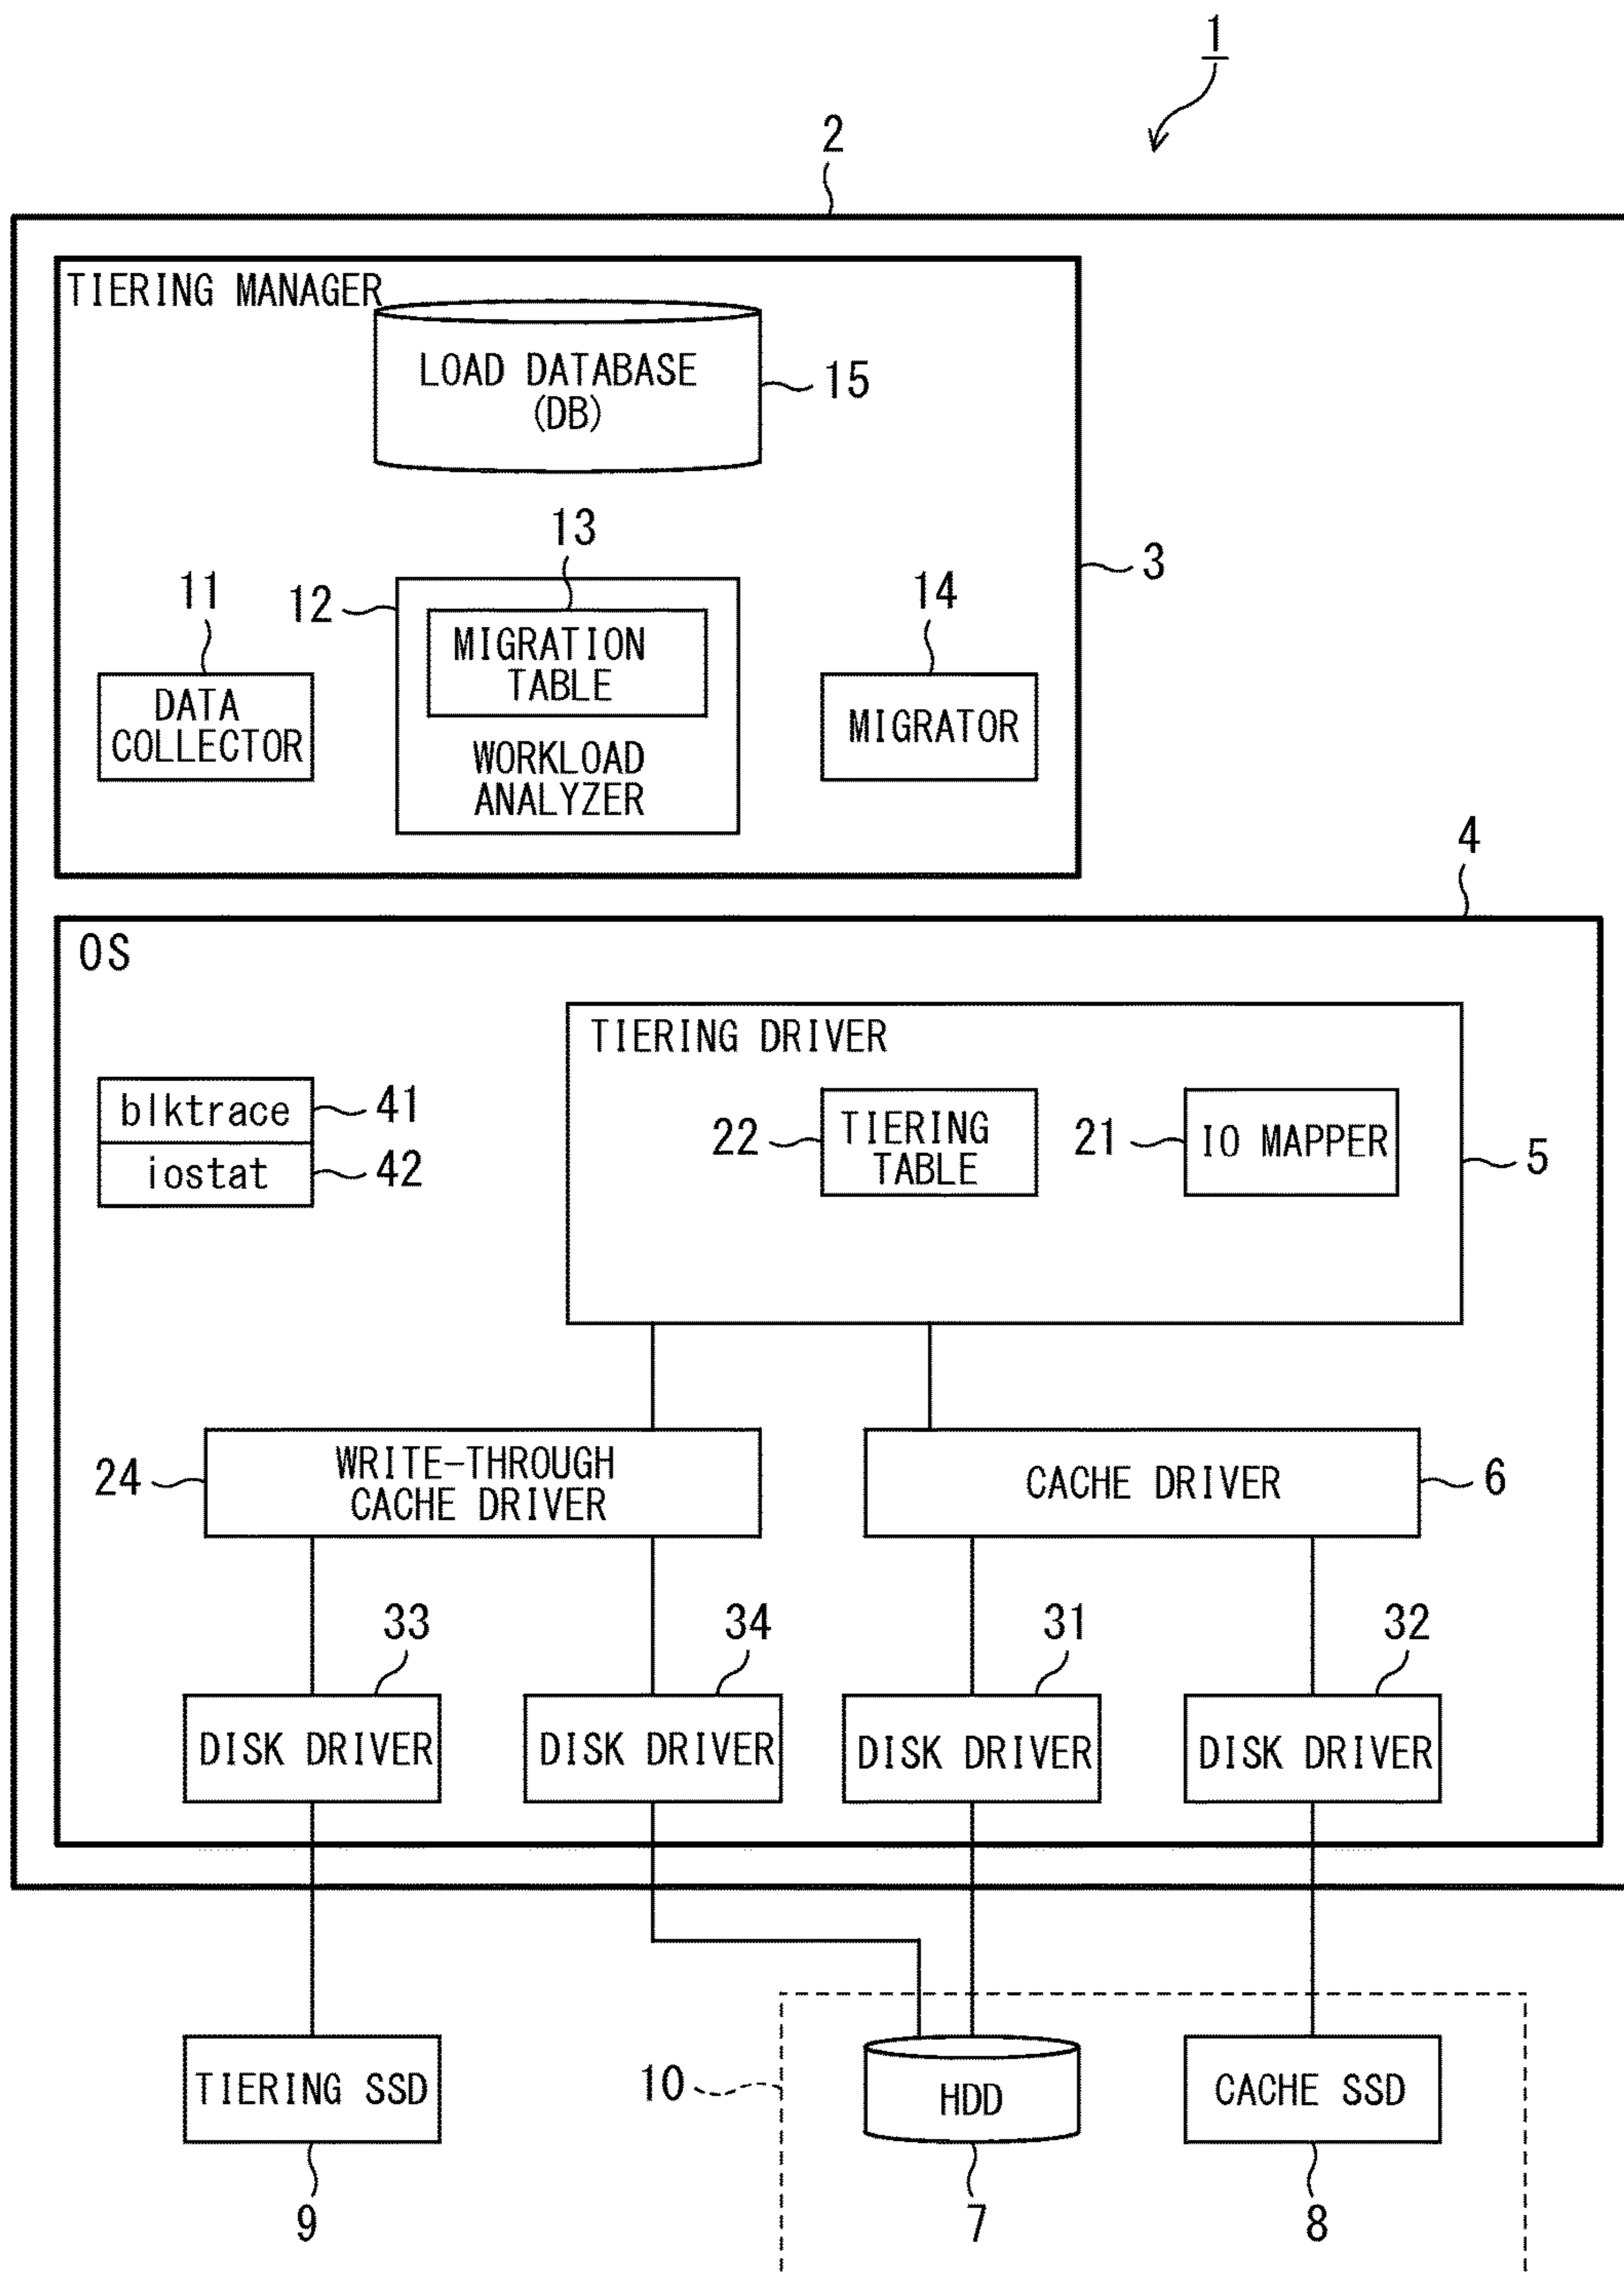 1
2
TIERING MANAGER
LOAD DATABASE
(DB)
15
13
3
11
12
14
MIGRATION
TABLE
DATA
COLLECTOR
MIGRATOR
WORKLOAD
ANALYZER
4
OS
TIERING DRIVER
blktrace
41
iostat
42
22
TIERING
TABLE
21
IO MAPPER
5
24
WRITE-THROUGH
CACHE DRIVER
CACHE DRIVER
6
33
34
31
32
DISK DRIVER
DISK DRIVER
DISK DRIVER
DISK DRIVER
TIERING SSD
10
HDD
CACHE SSD
9
7
8